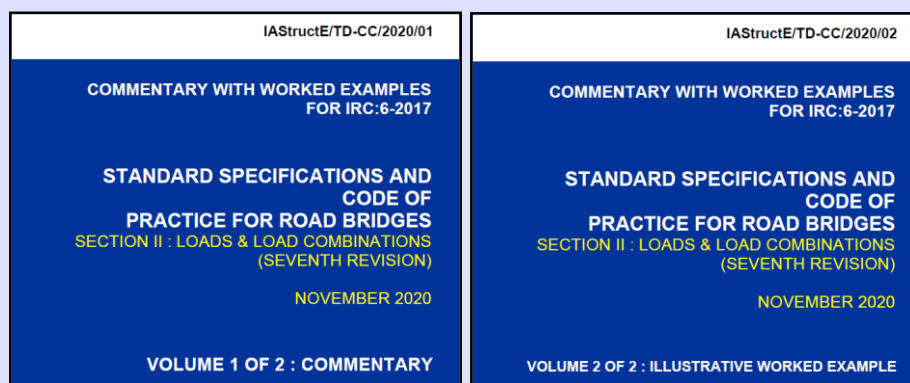 IAStructE/TD-CC/2020/01
COMMENTARY WITH WORKED EXAMPLES
FOR IRC:6-2017
STANDARD SPECIFICATIONS AND
CODE OF
PRACTICE FOR ROAD BRIDGES
SECTION II : LOADS & LOAD COMBINATIONS
(SEVENTH REVISION)
NOVEMBER 2020
VOLUME 1 OF 2 : COMMENTARY
IAStructE/TD-CC/2020/02
COMMENTARY WITH WORKED EXAMPLES
FOR IRC:6-2017
STANDARD SPECIFICATIONS AND
CODE OF
PRACTICE FOR ROAD BRIDGES
SECTION II : LOADS & LOAD COMBINATIONS
(SEVENTH REVISION)
NOVEMBER 2020
VOLUME 2 OF 2 : ILLUSTRATIVE WORKED EXAMPLE